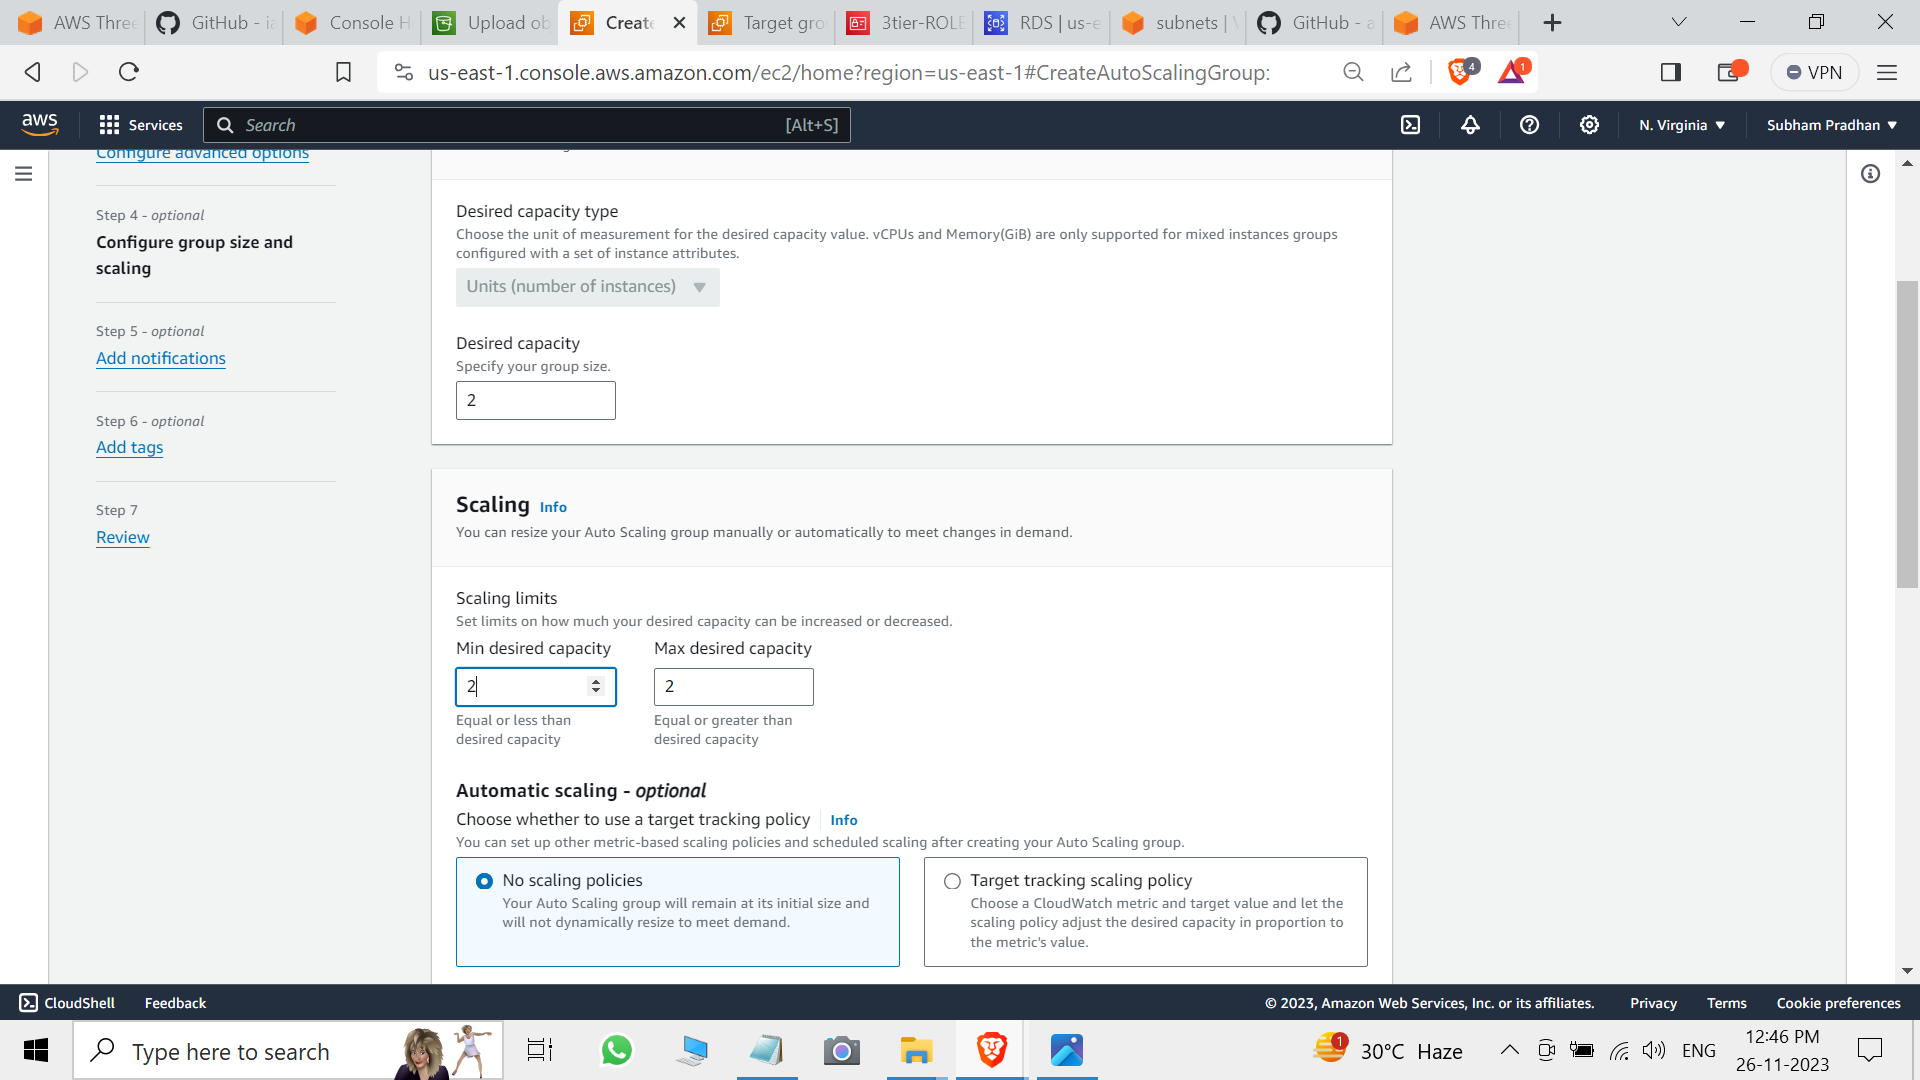 AWS Three
GitHub - ia
Console H
Upload ob
Create
Target gro
3tier-ROLE
RDS | us-e
subnets | V
GitHub - a
AWS Three
us-east-1.console.aws.amazon.com/ec2/home?region=us-east-1#CreateAutoScalingGroup:
4
1
VPN
aws
Services
Search
[Alt+S]
N. Virginia
Subham Pradhan
Configure advanced options
Step 4 - optional
Configure group size and
scaling
Step 5 - optional
Add notifications
Step 6 - optional
Add tags
Step 7
Review
Desired capacity type
Choose the unit of measurement for the desired capacity value. vCPUs and Memory(GiB) are only supported for mixed instances groups
configured with a set of instance attributes.
Units (number of instances)
Desired capacity
Specify your group size.
2
Scaling Info
You can resize your Auto Scaling group manually or automatically to meet changes in demand.
Scaling limits
Set limits on how much your desired capacity can be increased or decreased.
Min desired capacity
Max desired capacity
2
2
Equal or less than
desired capacity
Equal or greater than
desired capacity
Automatic scaling - optional
Choose whether to use a target tracking policy Info
You can set up other metric-based scaling policies and scheduled scaling after creating your Auto Scaling group.
No scaling policies
Your Auto Scaling group will remain at its initial size and
will not dynamically resize to meet demand.
Target tracking scaling policy
Choose a CloudWatch metric and target value and let the
scaling policy adjust the desired capacity in proportion to
the metric's value.
CloudShell
Feedback
© 2023, Amazon Web Services, Inc. or its affiliates.
Privacy
Terms
Cookie preferences
Type here to search
1
30°C Haze
ENG
12:46 PM
26-11-2023